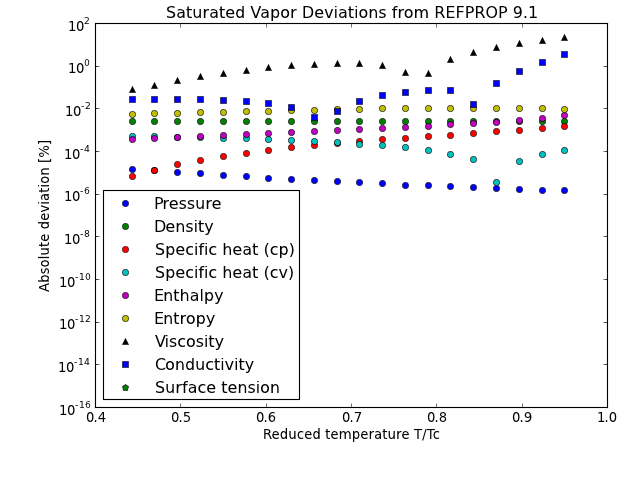 Saturated Vapor Deviations from REFPROP 9.1
Absolute deviation [%]
10^2
10^0
10^-2
10^-4
10^-6
10^-8
10^-10
10^-12
10^-14
10^-16
Pressure
Density
Specific heat (cp)
Specific heat (cv)
Enthalpy
Entropy
Viscosity
Conductivity
Surface tension
0.4 0.5 0.6 0.7 0.8 0.9 1.0
Reduced temperature T/Tc